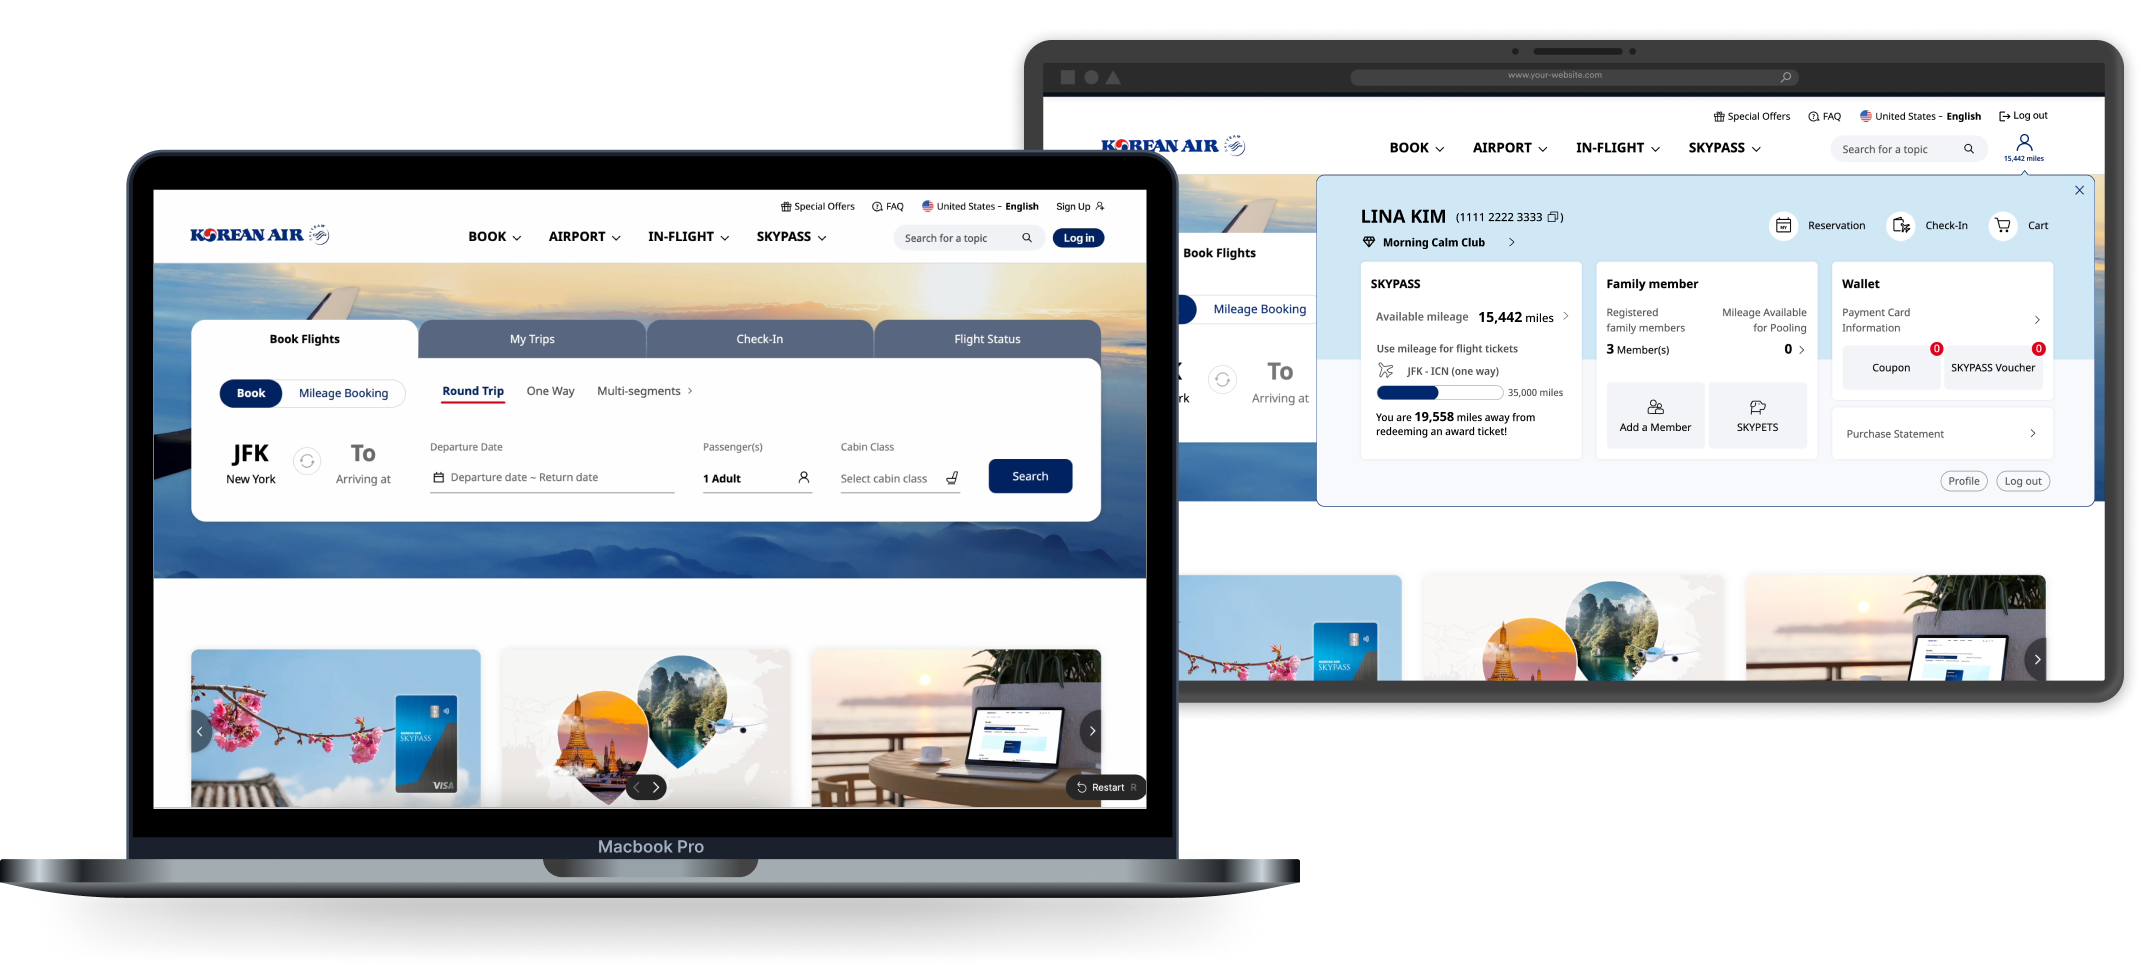 www.your-website.com
Special Offers FAQ United States - English Log out
KOREAN AIR BOOK AIRPORT IN-FLIGHT SKYPASS Search for a topic
15,442 miles
LINA KIM (1111 2222 3333)
Morning Calm Club
Reservation Check-In Cart
Book Flights
Mileage Booking
rk
To
Arriving at
SKYPASS
Available mileage 15,442 miles
Use mileage for flight tickets
JFK - ICN (one way)
35,000 miles
You are 19,558 miles away from
redeeming an award ticket!
Family member
Registered
family members
3 Member(s)
Mileage Available
for Pooling
0
Add a Member
SKYPETS
Wallet
Payment Card
Information
Coupon 0
SKYPASS Voucher 0
Purchase Statement
Profile Log out
SKYPASS
Special Offers FAQ United States - English Sign Up
KOREAN AIR BOOK AIRPORT IN-FLIGHT SKYPASS Search for a topic Log in
Book Flights My Trips Check-In Flight Status
Book Mileage Booking Round Trip One Way Multi-segments
JFK
New York
To
Arriving at
Departure Date
Departure date ~ Return date
Passenger(s)
1 Adult
Cabin Class
Select cabin class
Search
SKYPASS
VISA
Restart R
Macbook Pro